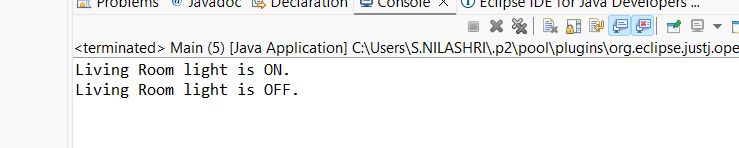 Problems @ Javadoc Declaration Console × Eclipse IDE for Java Developers ...
<terminated> Main (5) [Java Application] C:\Users\S.NILASHRI\.p2\pool\plugins\org.eclipse.justj.ope
Living Room light is ON.
Living Room light is OFF.